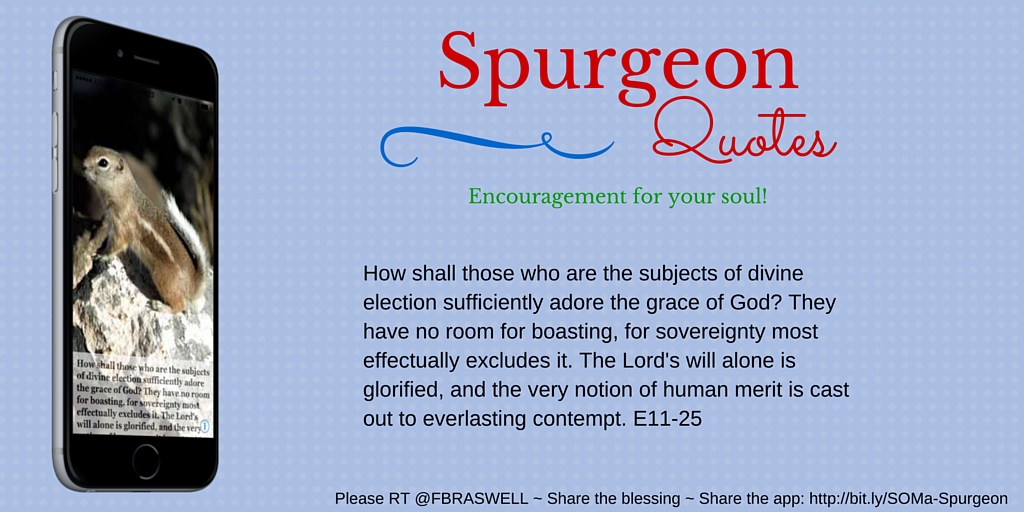 Spurgeon
Quotes
Encouragement for your soul!
How shall those who are the subjects of divine
election sufficiently adore the grace of God? They
have no room for boasting, for sovereignty most
effectually excludes it. The Lord's will alone is
glorified, and the very notion of human merit is cast
out to everlasting contempt. E11-25
How shall those who are the subjects
of divine election sufficiently adore
the grace of God? They have no room
for boasting, for sovereignty most
effectually excludes it. The Lord's
will alone is glorified, and the very
Please RT @FBRASWELL ~ Share the blessing ~ Share the app: http://bit.ly/SOMa-Spurgeon